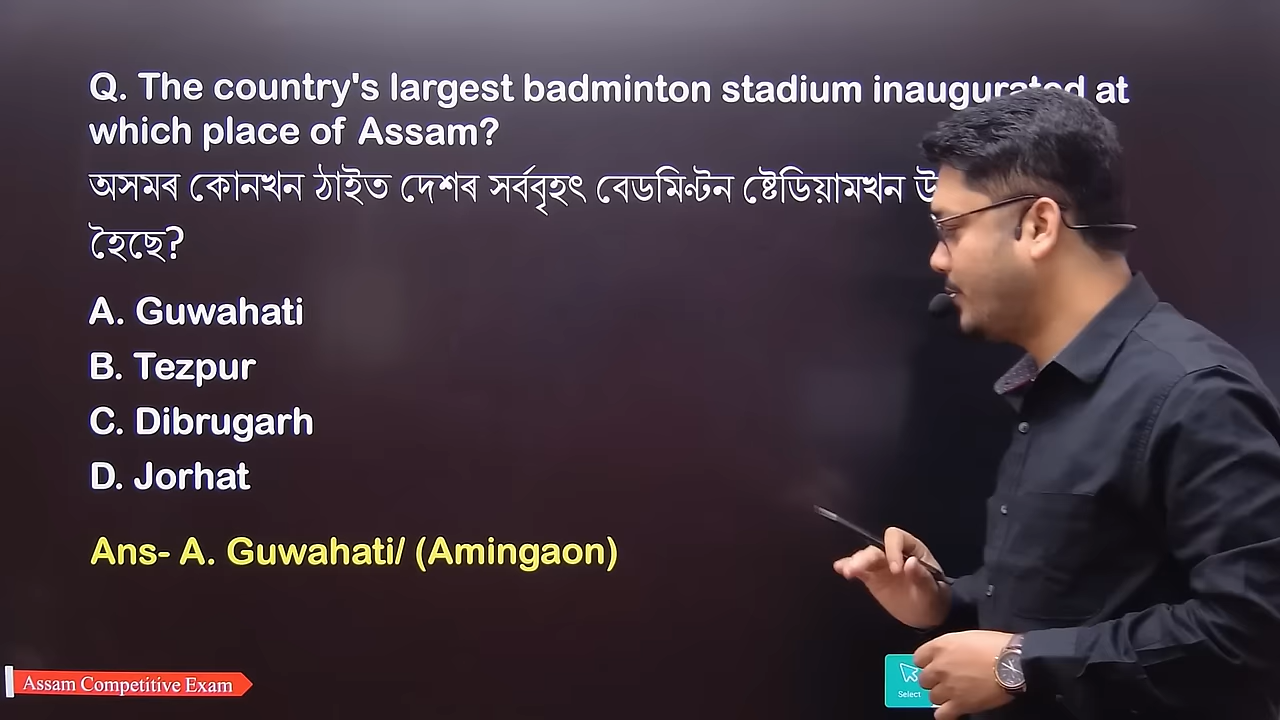 Q. The country's largest badminton stadium inaugurated at
which place of Assam?
অসমৰ কোনখন ঠাইত দেশৰ সৰ্ববৃহৎ বেডমিণ্টন ষ্টেডিয়ামখন
হৈছে?
A. Guwahati
B. Tezpur
C. Dibrugarh
D. Jorhat
Ans- A. Guwahati/ (Amingaon)
Assam Competitive Exam
Select